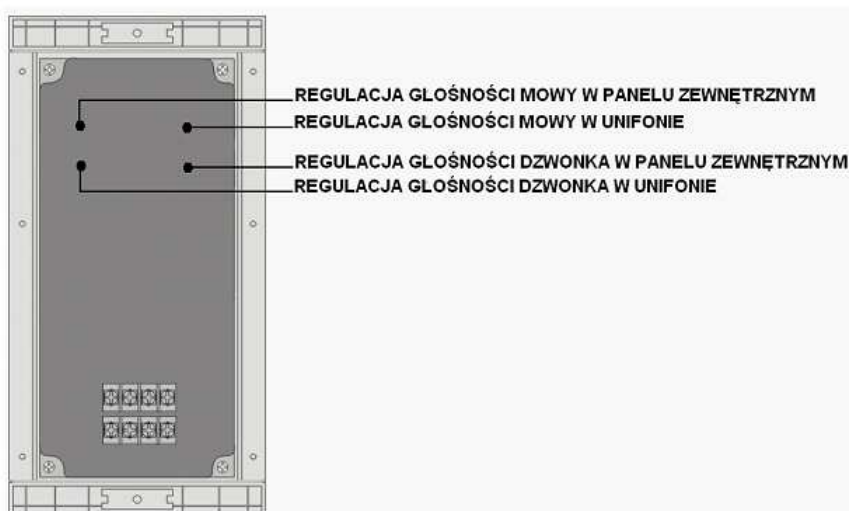 REGULACJA GLOŚNOŚCI MOWY W PANELU ZEWNĘTRZNYM
REGULACJA GLOŚNOŚCI MOWY W UNIFONIE
REGULACJA GLOŚNOŚCI DZWONKA W PANELU ZEWNĘTRZNYM
REGULACJA GLOŚNOŚCI DZWONKA W UNIFONIE